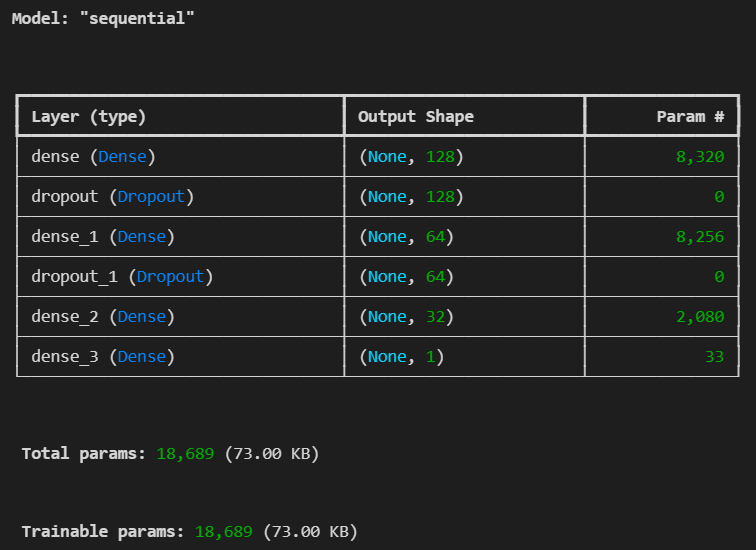 Model: "sequential"
Layer (type) Output Shape Param #
dense (Dense) (None, 128) 8,320
dropout (Dropout) (None, 128) 0
dense_1 (Dense) (None, 64) 8,256
dropout_1 (Dropout) (None, 64) 0
dense_2 (Dense) (None, 32) 2,080
dense_3 (Dense) (None, 1) 33
Total params: 18,689 (73.00 KB)
Trainable params: 18,689 (73.00 KB)